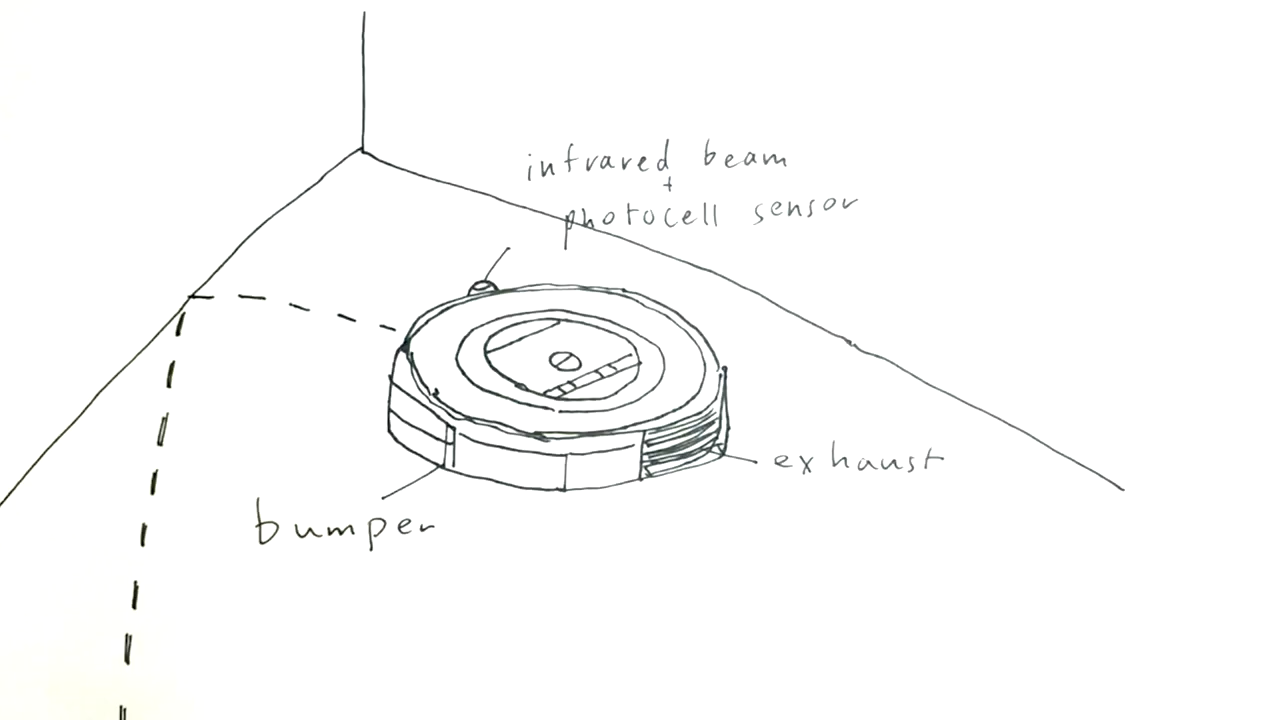 infrared beam
+
photocell sensor
exhaust
bumper